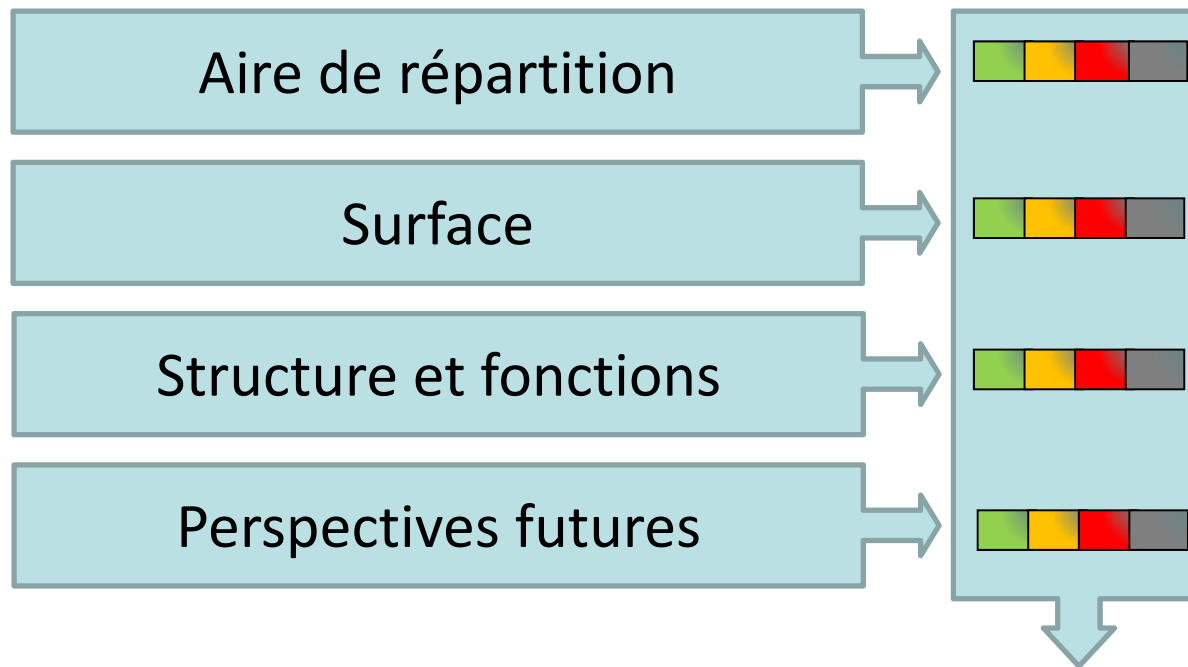 Aire de répartition
Surface
Structure et fonctions
Perspectives futures